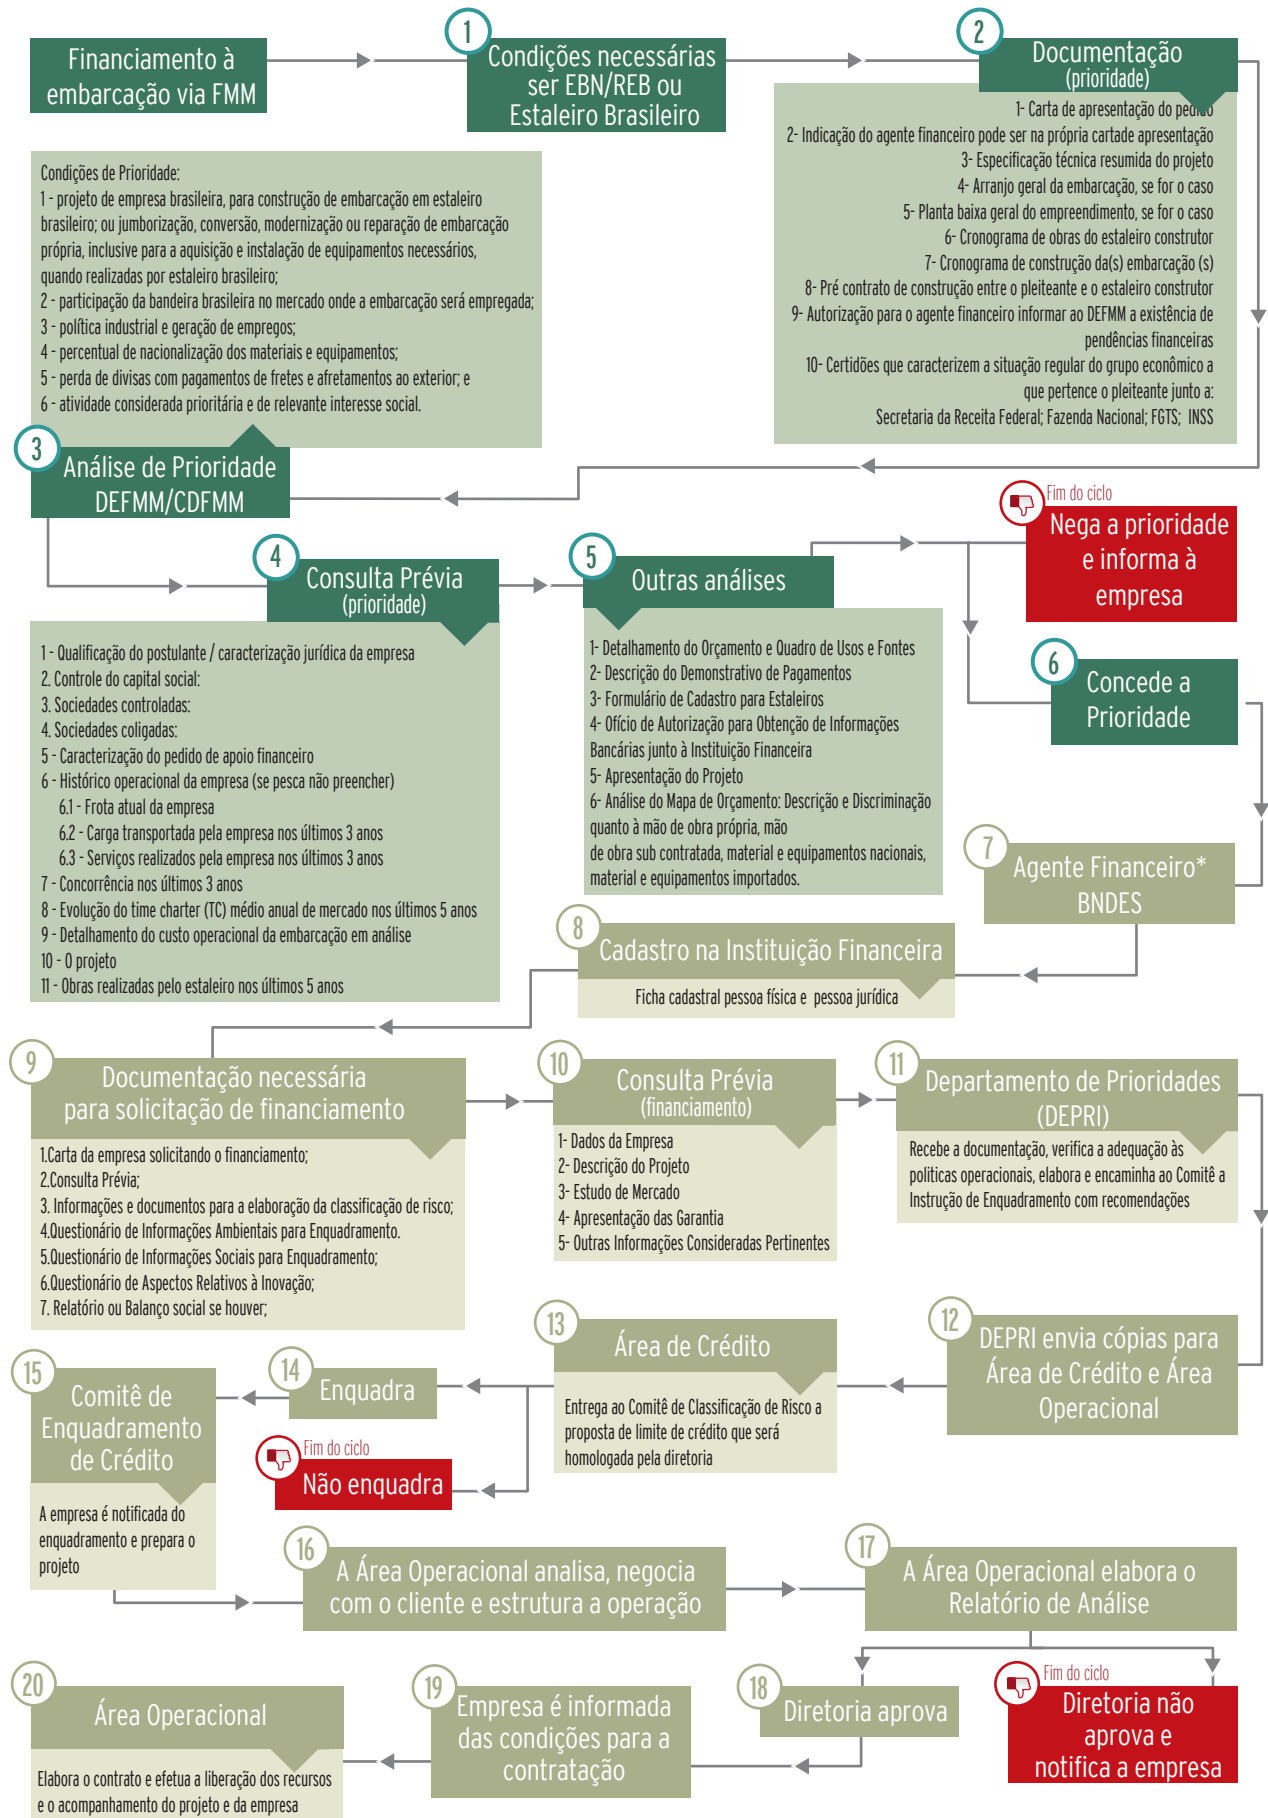 Financiamento à
embarcação via FMM
1
Condições necessárias
ser EBN/REB ou
Estaleiro Brasileiro
2
Documentação
(prioridade)
1- Carta de apresentação do pedido
2- Indicação do agente financeiro pode ser na própria cartade apresentação
3- Especificação técnica resumida do projeto
4- Arranjo geral da embarcação, se for o caso
5- Planta baixa geral do empreendimento, se for o caso
6- Cronograma de obras do estaleiro construtor
7- Cronograma de construção da(s) embarcação (s)
8- Pré contrato de construção entre o pleiteante e o estaleiro construtor
9- Autorização para o agente financeiro informar ao DEFMM a existência de
pendências financeiras
10- Certidões que caracterizem a situação regular do grupo econômico a
que pertence o pleiteante junto a:
Secretaria da Receita Federal; Fazenda Nacional; FGTS; INSS
Condições de Prioridade:
1 - projeto de empresa brasileira, para construção de embarcação em estaleiro
brasileiro; ou jumborização, conversão, modernização ou reparação de embarcação
própria, inclusive para a aquisição e instalação de equipamentos necessários,
quando realizadas por estaleiro brasileiro;
2 - participação da bandeira brasileira no mercado onde a embarcação será empregada;
3 - política industrial e geração de empregos;
4 - percentual de nacionalização dos materiais e equipamentos;
5 - perda de divisas com pagamentos de fretes e afretamentos ao exterior; e
6 - atividade considerada prioritária e de relevante interesse social.
3
Análise de Prioridade
DEFMM/CDFMM
4
Consulta Prévia
(prioridade)
1 - Qualificação do postulante / caracterização jurídica da empresa
2. Controle do capital social:
3. Sociedades controladas:
4. Sociedades coligadas:
5 - Caracterização do pedido de apoio financeiro
6 - Histórico operacional da empresa (se pesca não preencher)
6.1 - Frota atual da empresa
6.2 - Carga transportada pela empresa nos últimos 3 anos
6.3 - Serviços realizados pela empresa nos últimos 3 anos
7 - Concorrência nos últimos 3 anos
8 - Evolução do time charter (TC) médio anual de mercado nos últimos 5 anos
9 - Detalhamento do custo operacional da embarcação em análise
10 - O projeto
11 - Obras realizadas pelo estaleiro nos últimos 5 anos
5
Outras análises
1- Detalhamento do Orçamento e Quadro de Usos e Fontes
2- Descrição do Demonstrativo de Pagamentos
3- Formulário de Cadastro para Estaleiros
4- Ofício de Autorização para Obtenção de Informações
Bancárias junto à Instituição Financeira
5- Apresentação do Projeto
6- Análise do Mapa de Orçamento: Descrição e Discriminação
quanto à mão de obra própria, mão
de obra sub contratada, material e equipamentos nacionais,
material e equipamentos importados.
Fim do ciclo
Nega a prioridade
e informa à
empresa
6
Concede a
Prioridade
7
Agente Financeiro*
BNDES
8
Cadastro na Instituição Financeira
Ficha cadastral pessoa física e pessoa jurídica
9
Documentação necessária
para solicitação de financiamento
1.Carta da empresa solicitando o financiamento;
2.Consulta Prévia;
3. Informações e documentos para a elaboração da classificação de risco;
4.Questionário de Informações Ambientais para Enquadramento.
5.Questionário de Informações Sociais para Enquadramento;
6.Questionário de Aspectos Relativos à Inovação;
7. Relatório ou Balanço social se houver;
10
Consulta Prévia
(financiamento)
1- Dados da Empresa
2- Descrição do Projeto
3- Estudo de Mercado
4- Apresentação das Garantia
5- Outras Informações Consideradas Pertinentes
11
Departamento de Prioridades
(DEPRI)
Recebe a documentação, verifica a adequação às
politicas operacionais, elabora e encaminha ao Comitê a
Instrução de Enquadramento com recomendações
12
DEPRI envia cópias para
Área de Crédito e Área
Operacional
13
Área de Crédito
Entrega ao Comitê de Classificação de Risco a
proposta de limite de crédito que será
homologada pela diretoria
14
Enquadra
Fim do ciclo
Não enquadra
15
Comitê de
Enquadramento
de Crédito
A empresa é notificada do
enquadramento e prepara o
projeto
16
A Área Operacional analisa, negocia
com o cliente e estrutura a operação
17
A Área Operacional elabora o
Relatório de Análise
18
Diretoria aprova
Fim do ciclo
Diretoria não
aprova e
notifica a empresa
19
Empresa é informada
das condições para a
contratação
20
Área Operacional
Elabora o contrato e efetua a liberação dos recursos
e o acompanhamento do projeto e da empresa